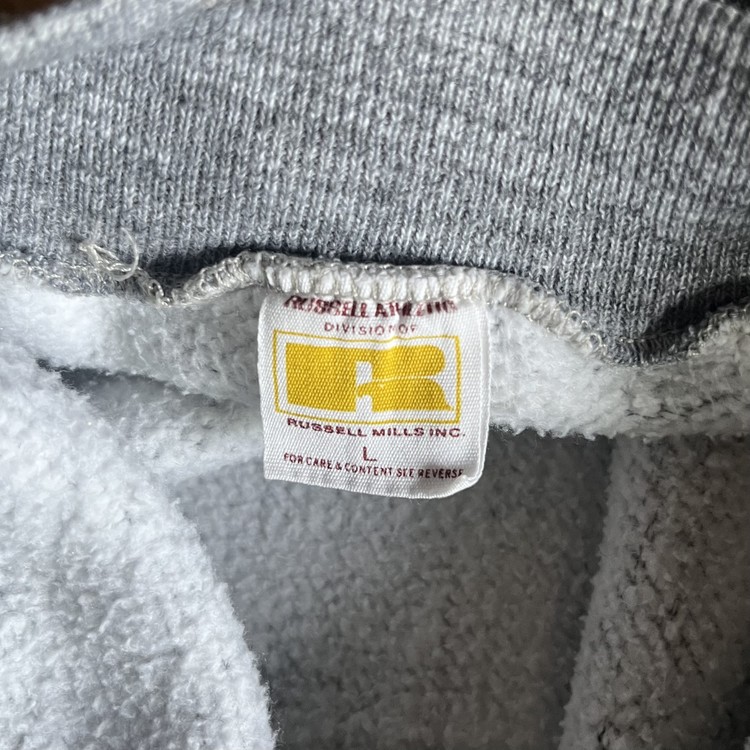 RUSSELL ATHLETIC
DIVISION OF
R
RUSSELL MILLS INC.
L
FOR CARE & CONTENT SEE REVERSE